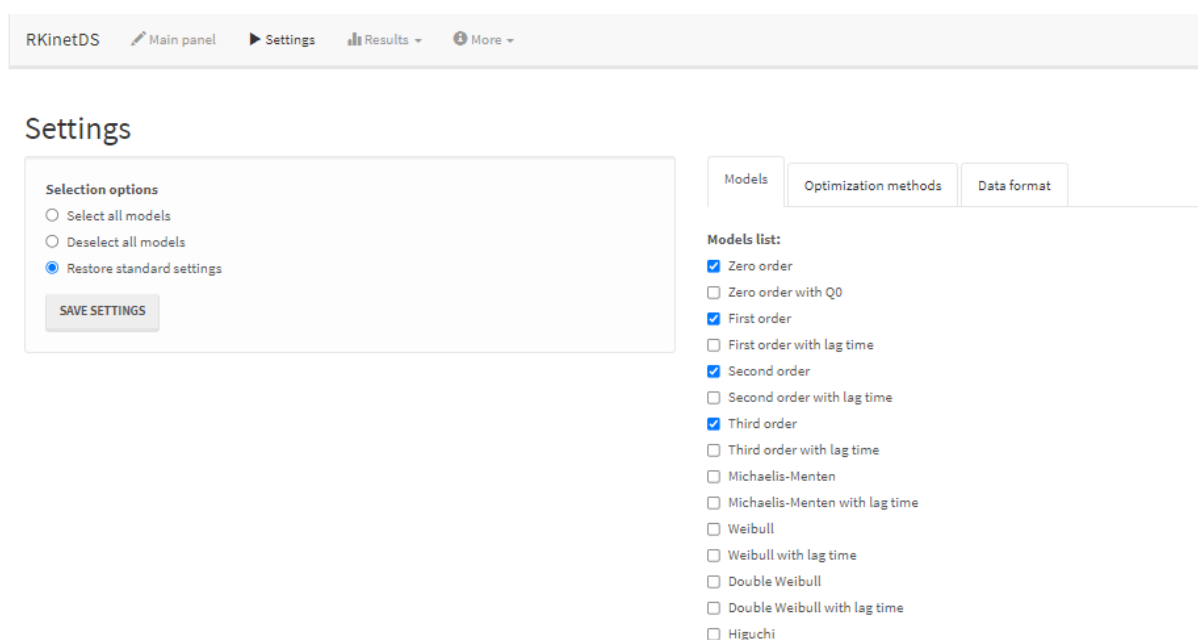 RKinetDS Main panel Settings Results More
Settings
Selection options
Select all models
Deselect all models
Restore standard settings
SAVE SETTINGS
Models Optimization methods Data format
Models list:
Zero order
Zero order with Q0
First order
First order with lag time
Second order
Second order with lag time
Third order
Third order with lag time
Michaelis-Menten
Michaelis-Menten with lag time
Weibull
Weibull with lag time
Double Weibull
Double Weibull with lag time
Higuchi